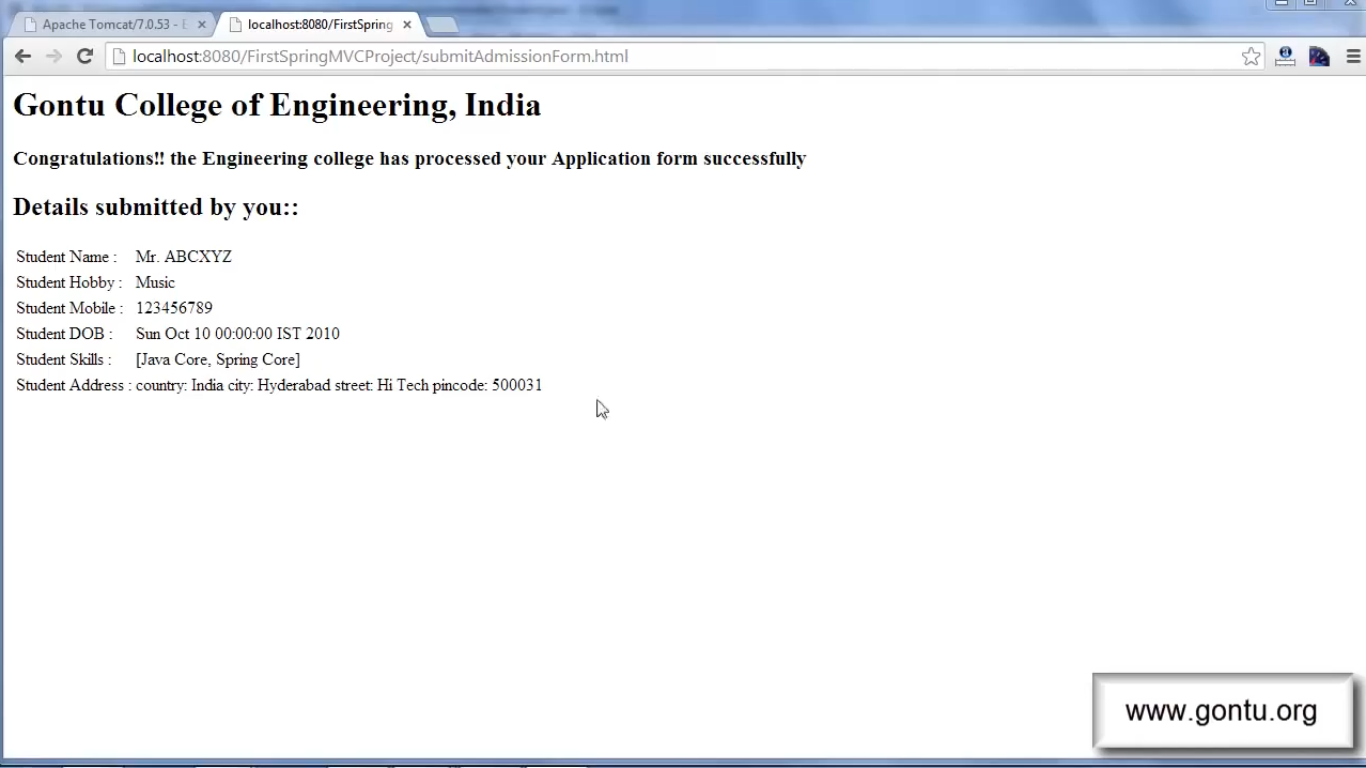 Apache Tomcat/7.0.53 - E
localhost:8080/FirstSpring
localhost:8080/FirstSpringMVCProject/submitAdmissionForm.html
Gontu College of Engineering, India
Congratulations!! the Engineering college has processed your Application form successfully
Details submitted by you::
Student Name : Mr. ABCXYZ
Student Hobby : Music
Student Mobile : 123456789
Student DOB : Sun Oct 10 00:00:00 IST 2010
Student Skills : [Java Core, Spring Core]
Student Address : country: India city: Hyderabad street: Hi Tech pincode: 500031
www.gontu.org